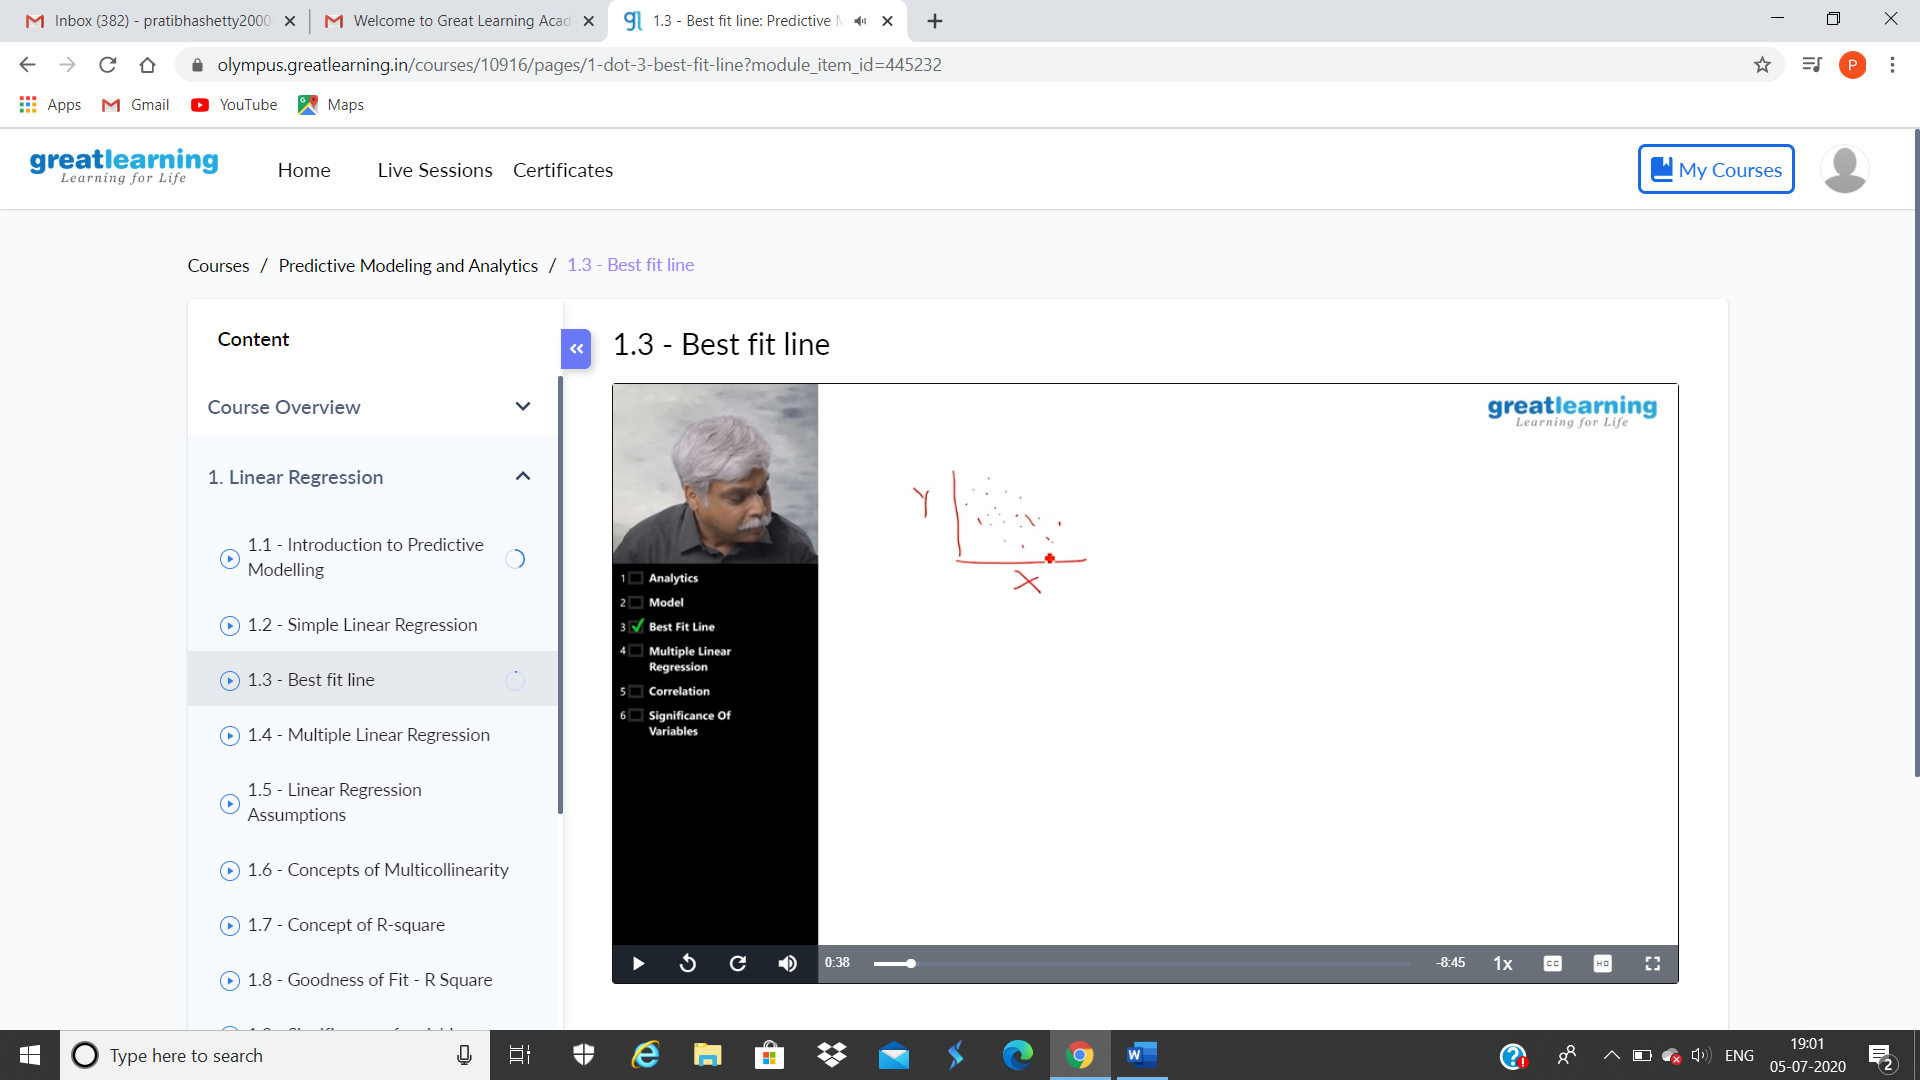 Inbox (382) - pratibhashetty2000
Welcome to Great Learning Acad
gl 1.3 - Best fit line: Predictive M
olympus.greatlearning.in/courses/10916/pages/1-dot-3-best-fit-line?module_item_id=445232
P
Apps Gmail YouTube Maps
greatlearning
Learning for Life
Home Live Sessions Certificates
My Courses
Courses / Predictive Modeling and Analytics / 1.3 - Best fit line
Content
Course Overview
1. Linear Regression
1.1 - Introduction to Predictive
Modelling
1.2 - Simple Linear Regression
1.3 - Best fit line
1.4 - Multiple Linear Regression
1.5 - Linear Regression
Assumptions
1.6 - Concepts of Multicollinearity
1.7 - Concept of R-square
1.8 - Goodness of Fit - R Square
1.3 - Best fit line
greatlearning
Learning for Life
Y
X
1 Analytics
2 Model
3 Best Fit Line
4 Multiple Linear
Regression
5 Correlation
6 Significance Of
Variables
0:38
-8:45
1x
CC
HD
Type here to search
W
ENG
19:01
05-07-2020
2